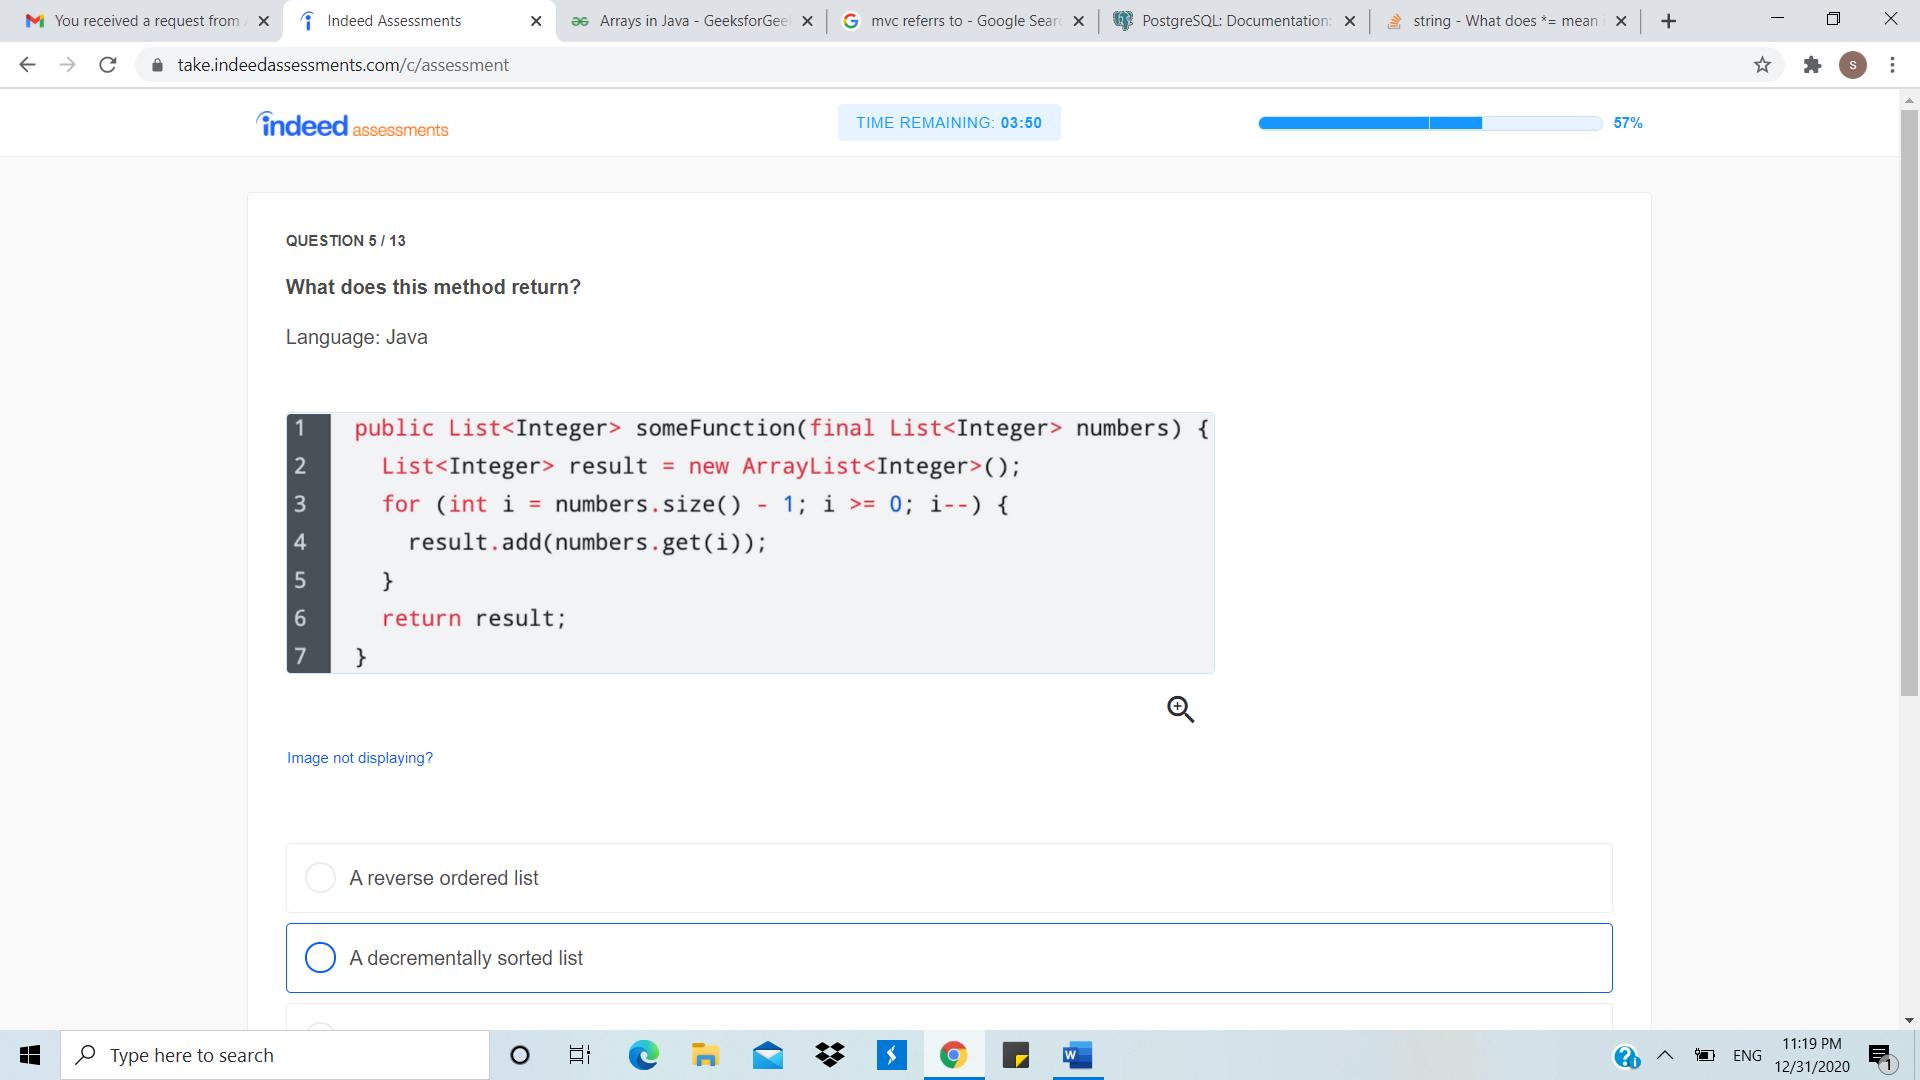 You received a request from
Indeed Assessments
Arrays in Java - GeeksforGeel
mvc referrs to - Google Sear
PostgreSQL: Documentation:
string - What does *= mean
take.indeedassessments.com/c/assessment
S
indeed assessments
TIME REMAINING: 03:50
57%
QUESTION 5 / 13
What does this method return?
Language: Java
1 public List<Integer> someFunction(final List<Integer> numbers) {
2 List<Integer> result = new ArrayList<Integer>();
3 for (int i = numbers.size() - 1; i >= 0; i--) {
4 result.add(numbers.get(i));
5 }
6 return result;
7 }
Image not displaying?
A reverse ordered list
A decrementally sorted list
Type here to search
ENG
11:19 PM
12/31/2020
1